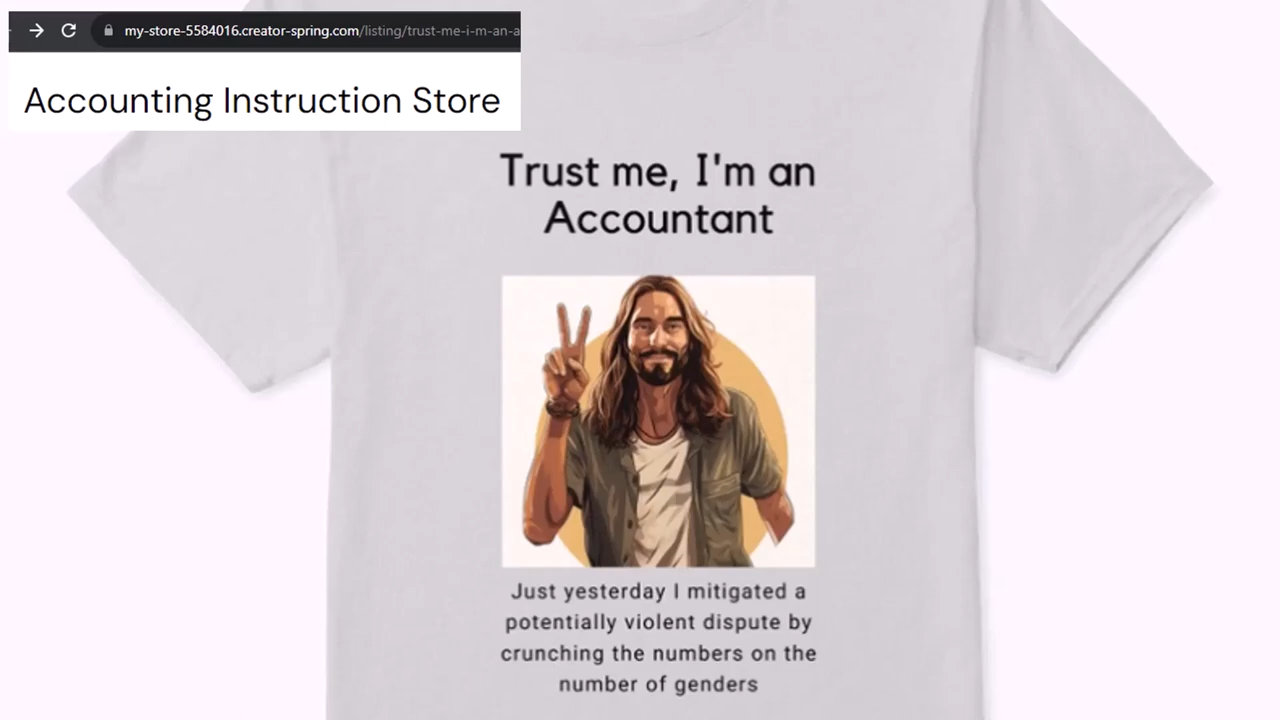 my-store-5584016.creator-spring.com/listing/trust-me-i-m-an-a
Accounting Instruction Store
Trust me, I'm an
Accountant
Just yesterday I mitigated a
potentially violent dispute by
crunching the numbers on the
number of genders